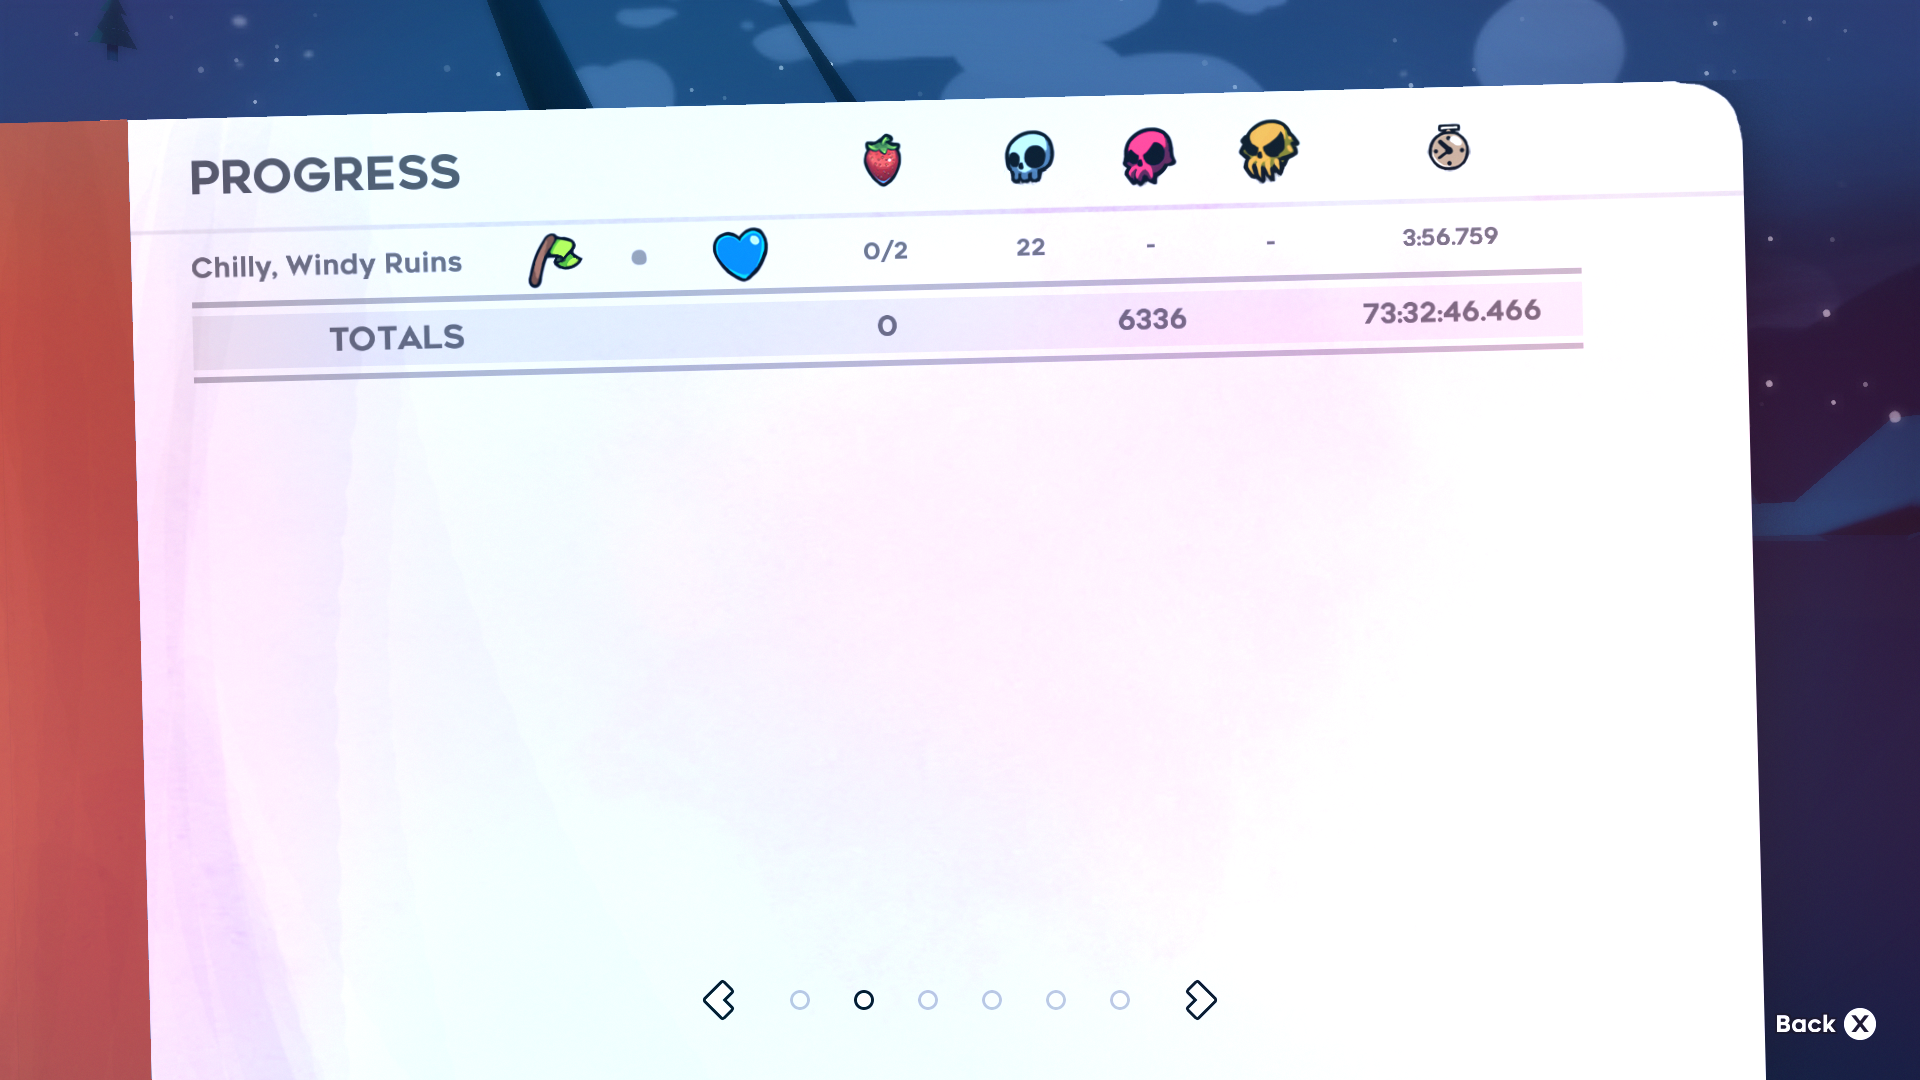 PROGRESS
Chilly, Windy Ruins 0/2 22 - - 3:56.759
TOTALS 0 6336 73:32:46.466
Back X